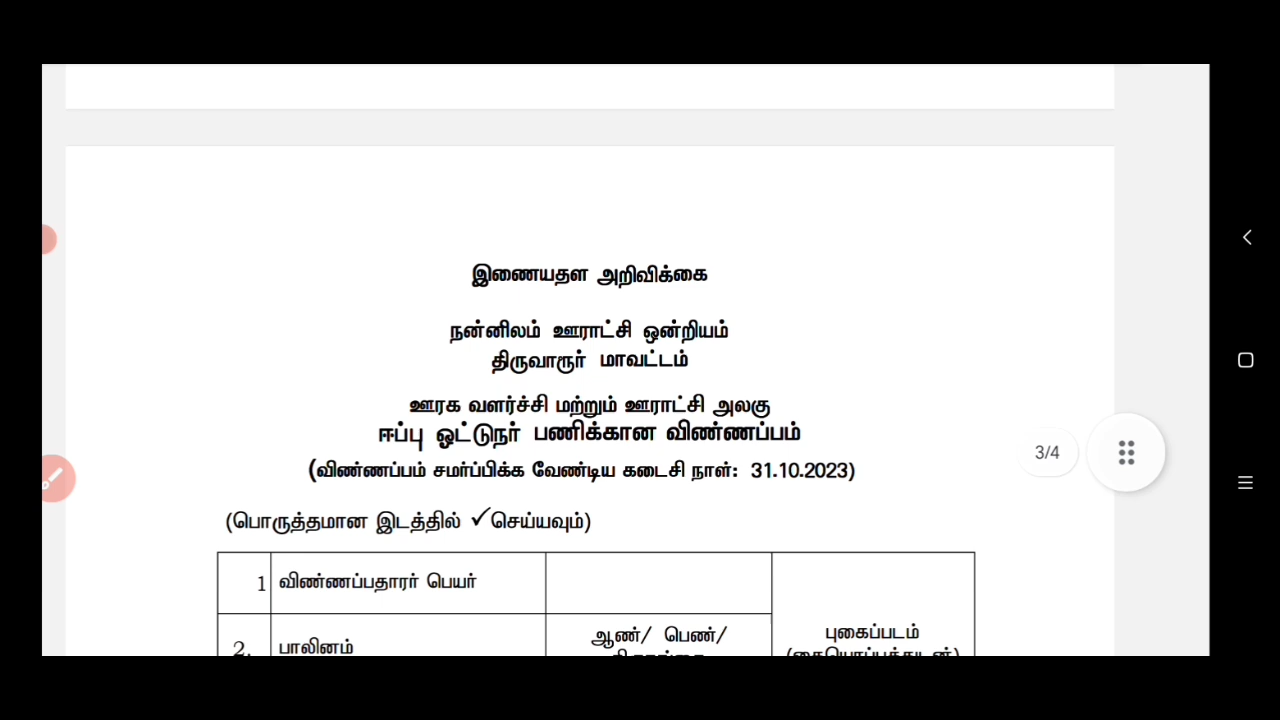 இணையதள அறிவிக்கை
நன்னிலம் ஊராட்சி ஒன்றியம்
திருவாரூர் மாவட்டம்
ஊரக வளர்ச்சி மற்றும் ஊராட்சி அலகு
ஈப்பு ஓட்டுநர் பணிக்கான விண்ணப்பம்
(விண்ணப்பம் சமர்ப்பிக்க வேண்டிய கடைசி நாள்: 31.10.2023)
3/4
(பொருத்தமான இடத்தில் ✓செய்யவும்)
1 விண்ணப்பதாரர் பெயர்
2. பாலினம் ஆண்/ பெண்/
புகைப்படம்